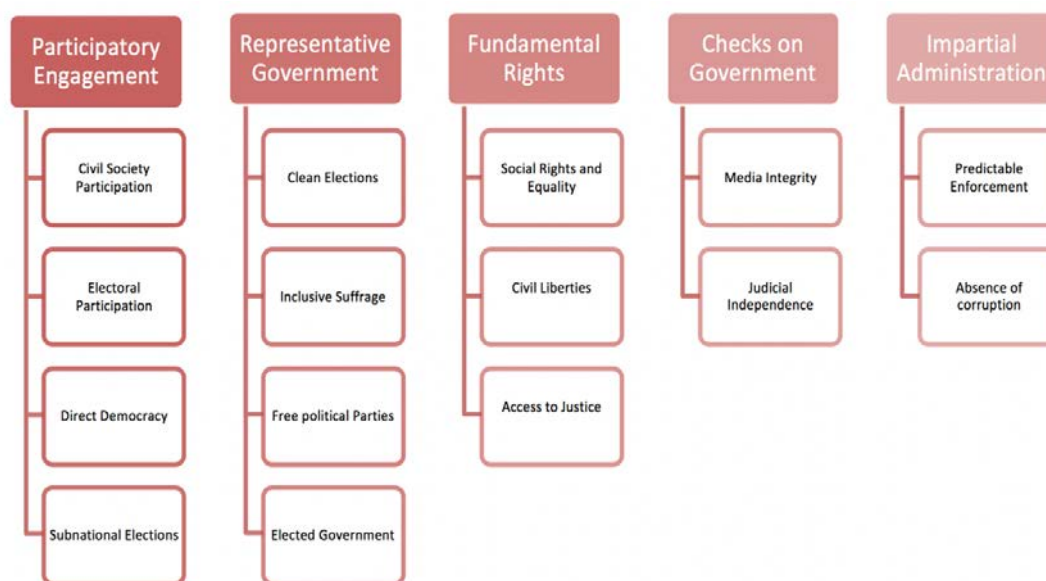 Participatory
Engagement
Civil Society
Participation
Electoral
Participation
Direct Democracy
Subnational Elections
Representative
Government
Clean Elections
Inclusive Suffrage
Free political Parties
Elected Government
Fundamental
Rights
Social Rights and
Equality
Civil Liberties
Access to Justice
Checks on
Government
Media Integrity
Judicial
Independence
Impartial
Administration
Predictable
Enforcement
Absence of
corruption